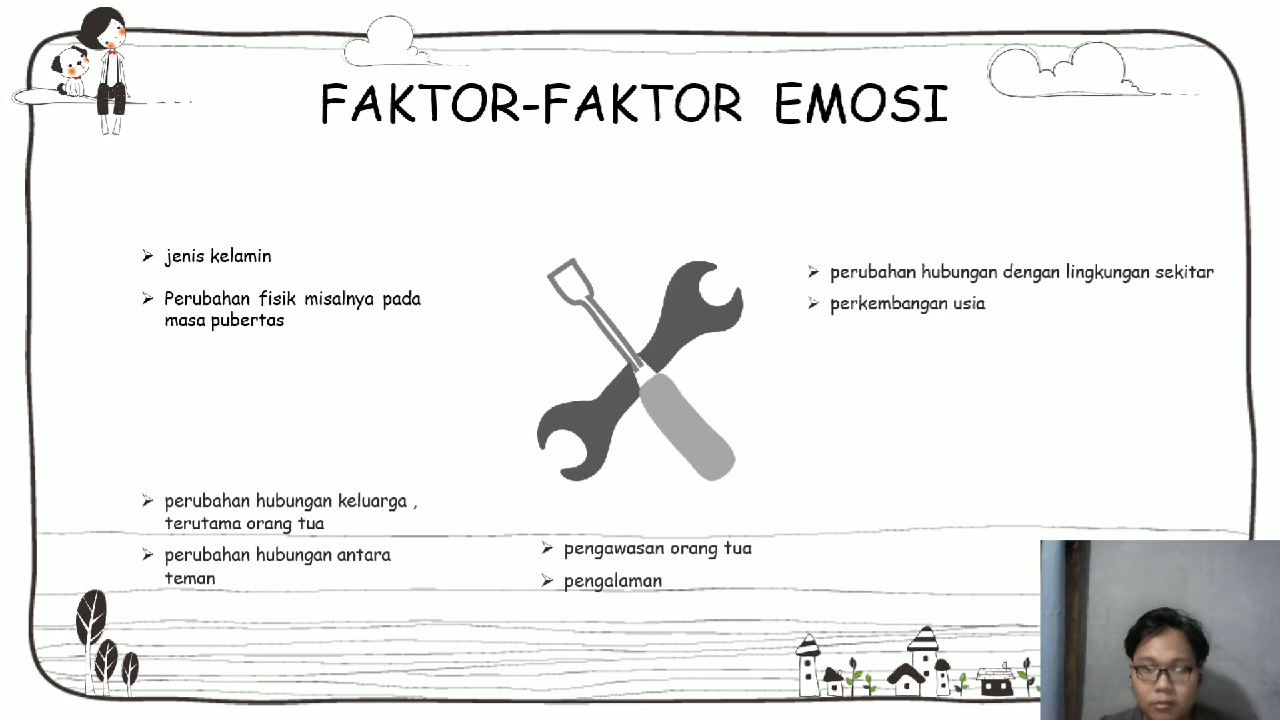 FAKTOR-FAKTOR EMOSI
jenis kelamin
Perubahan fisik misalnya pada
masa pubertas
perubahan hubungan dengan lingkungan sekitar
perkembangan usia
perubahan hubungan keluarga ,
terutama orang tua
perubahan hubungan antara
teman
pengawasan orang tua
pengalaman